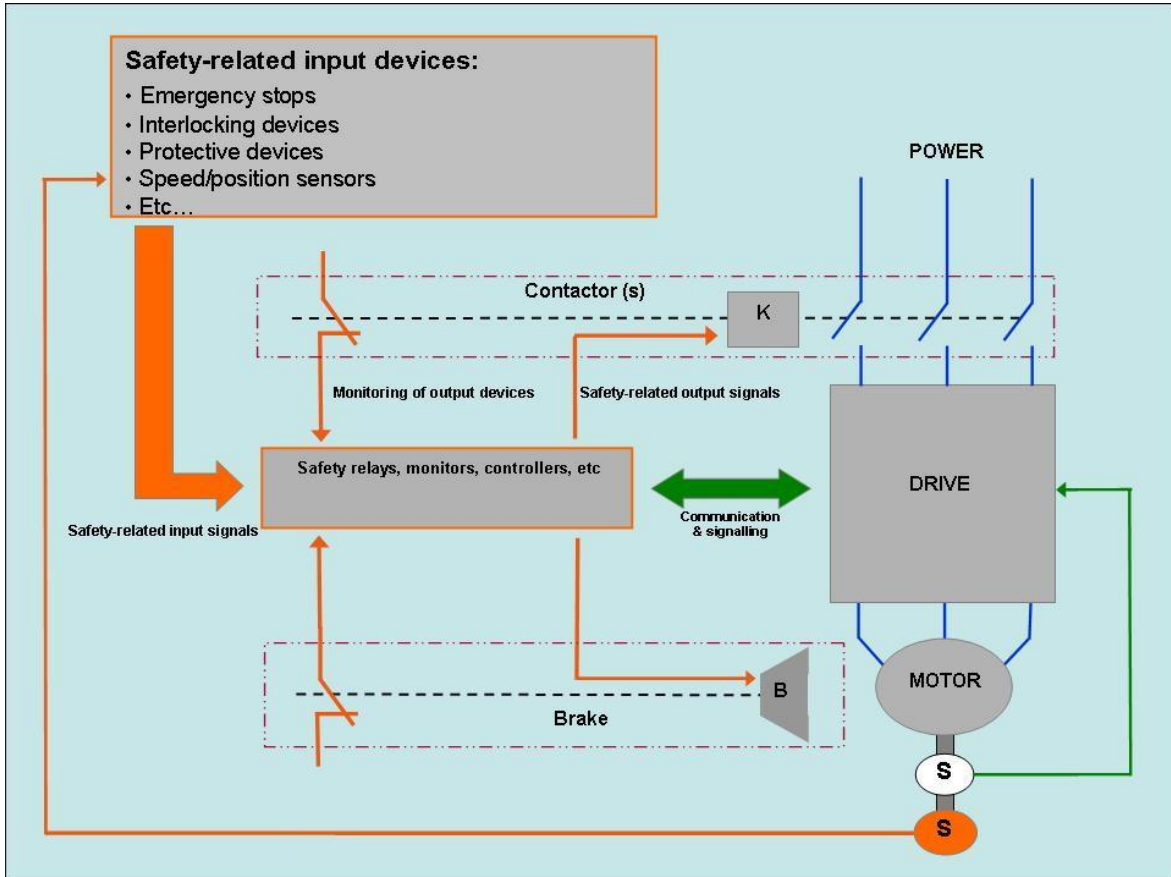 Safety-related input devices:
• Emergency stops
• Interlocking devices
• Protective devices
• Speed/position sensors
• Etc…
POWER
Contactor (s)
K
Monitoring of output devices
Safety-related output signals
Safety relays, monitors, controllers, etc
DRIVE
Communication
& signalling
Safety-related input signals
MOTOR
B
Brake
S
S